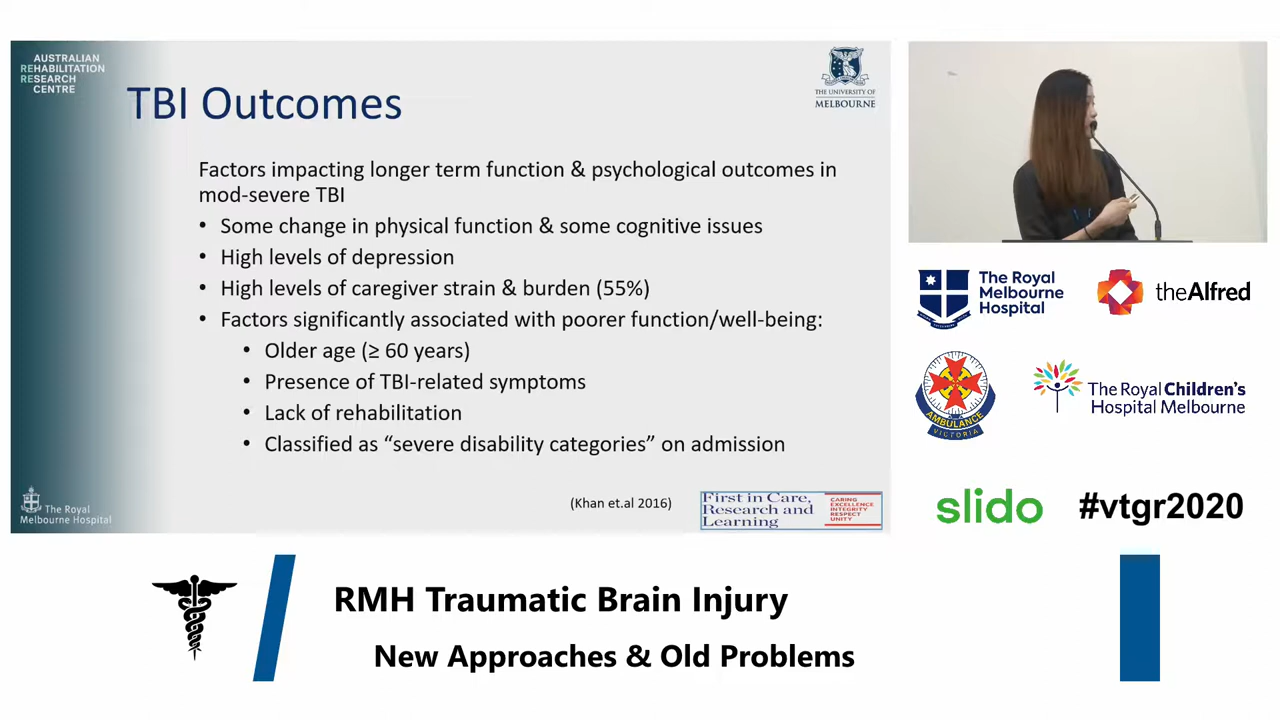 AUSTRALIAN
REHABILITATION
RESEARCH
CENTRE
TBI Outcomes
THE UNIVERSITY OF
MELBOURNE
Factors impacting longer term function & psychological outcomes in
mod-severe TBI
• Some change in physical function & some cognitive issues
• High levels of depression
• High levels of caregiver strain & burden (55%)
• Factors significantly associated with poorer function/well-being:
• Older age (≥ 60 years)
• Presence of TBI-related symptoms
• Lack of rehabilitation
• Classified as “severe disability categories” on admission
(Khan et.al 2016)
The Royal
Melbourne Hospital
First in Care,
Research and
Learning
CARING
EXCELLENCE
INTEGRITY
RESPECT
UNITY
The Royal
Melbourne
Hospital
theAlfred
AMBULANCE
VICTORIA
The Royal Children's
Hospital Melbourne
slido
#vtgr2020
RMH Traumatic Brain Injury
New Approaches & Old Problems